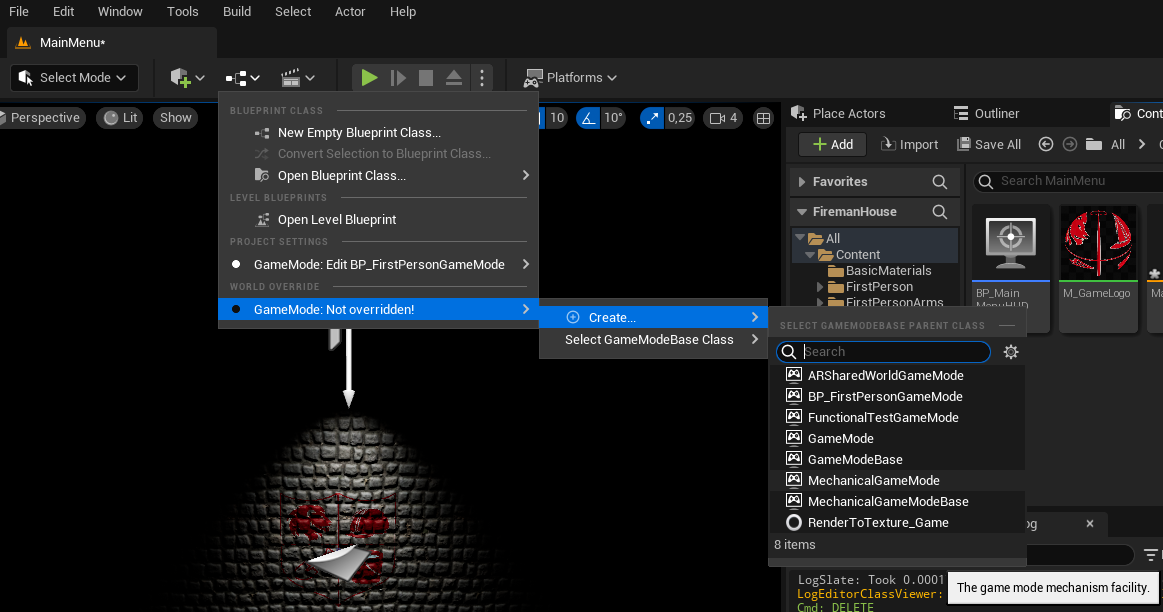 File Edit Window Tools Build Select Actor Help
MainMenu*
Select Mode Platforms
Perspective Lit Show 10 10° 0,25 4
BLUEPRINT CLASS
New Empty Blueprint Class...
Convert Selection to Blueprint Class...
Open Blueprint Class...
LEVEL BLUEPRINTS
Open Level Blueprint
PROJECT SETTINGS
GameMode: Edit BP_FirstPersonGameMode
WORLD OVERRIDE
GameMode: Not overridden!
Create...
Select GameModeBase Class
SELECT GAMEMODEBASE PARENT CLASS
Search
ARSharedWorldGameMode
BP_FirstPersonGameMode
FunctionalTestGameMode
GameMode
GameModeBase
MechanicalGameMode
MechanicalGameModeBase
RenderToTexture_Game
8 items
Place Actors Outliner Cont
Add Import Save All All
Favorites
Search MainMenu
FiremanHouse
All
Content
BasicMaterials
FirstPerson
FirstPersonArms
BP_Main
MenuHUD
M_GameLogo
Ma
og
LogSlate: Took 0.0001
LogEditorClassViewer:
Cmd: DELETE
The game mode mechanism facility.